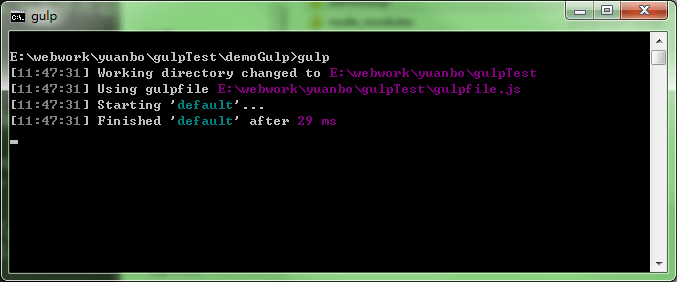 gulp
E:\webwork\yuanbo\gulpTest\demoGulp>gulp
[11:47:31] Working directory changed to E:\webwork\yuanbo\gulpTest
[11:47:31] Using gulpfile E:\webwork\yuanbo\gulpTest\gulpfile.js
[11:47:31] Starting 'default'...
[11:47:31] Finished 'default' after 29 ms